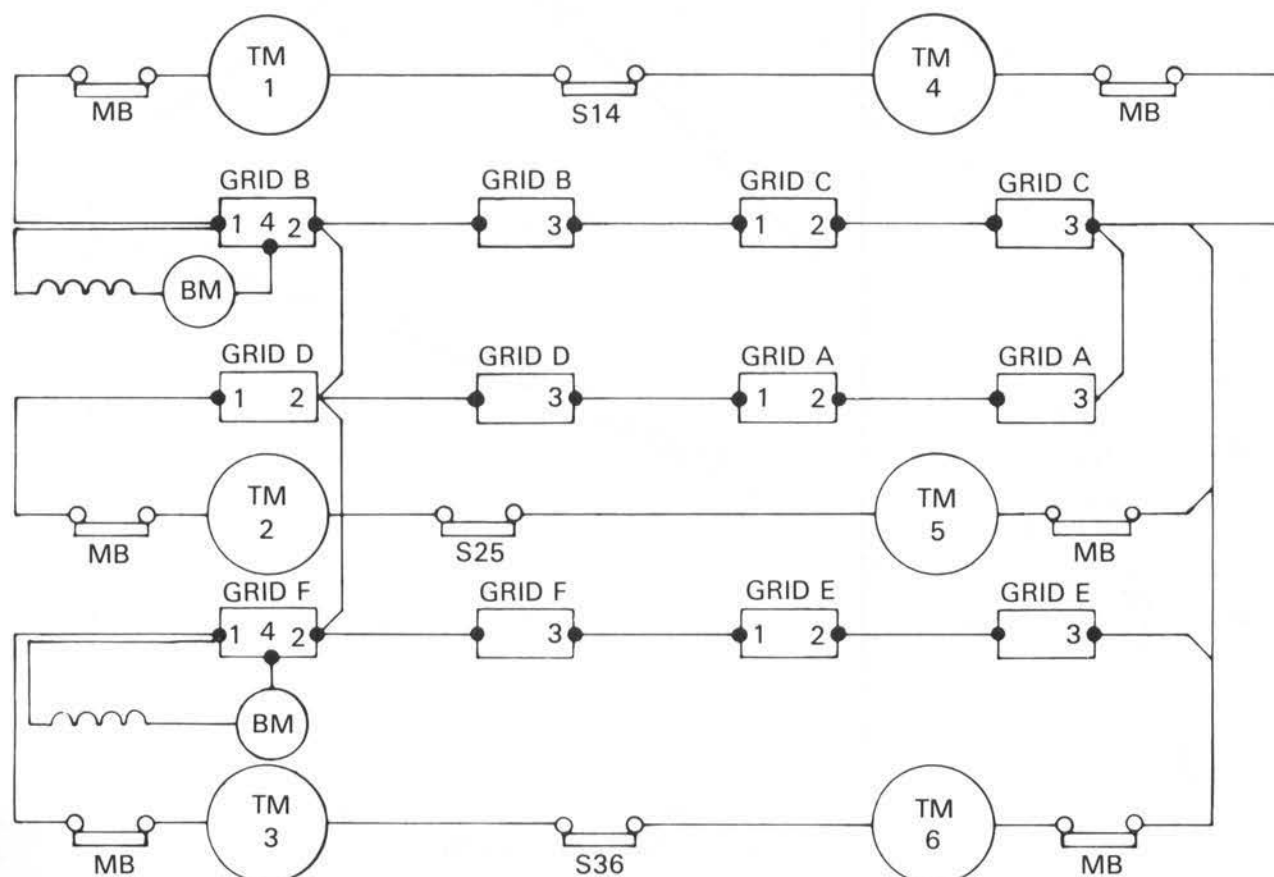 TM 1
TM 4
MB
S14
MB
GRID B
GRID B
GRID C
GRID C
1 4 2
3
1 2
3
BM
GRID D
GRID D
GRID A
GRID A
1 2
3
1 2
3
TM 2
TM 5
MB
S25
MB
GRID F
GRID F
GRID E
GRID E
1 4 2
3
1 2
3
BM
TM 3
TM 6
MB
S36
MB